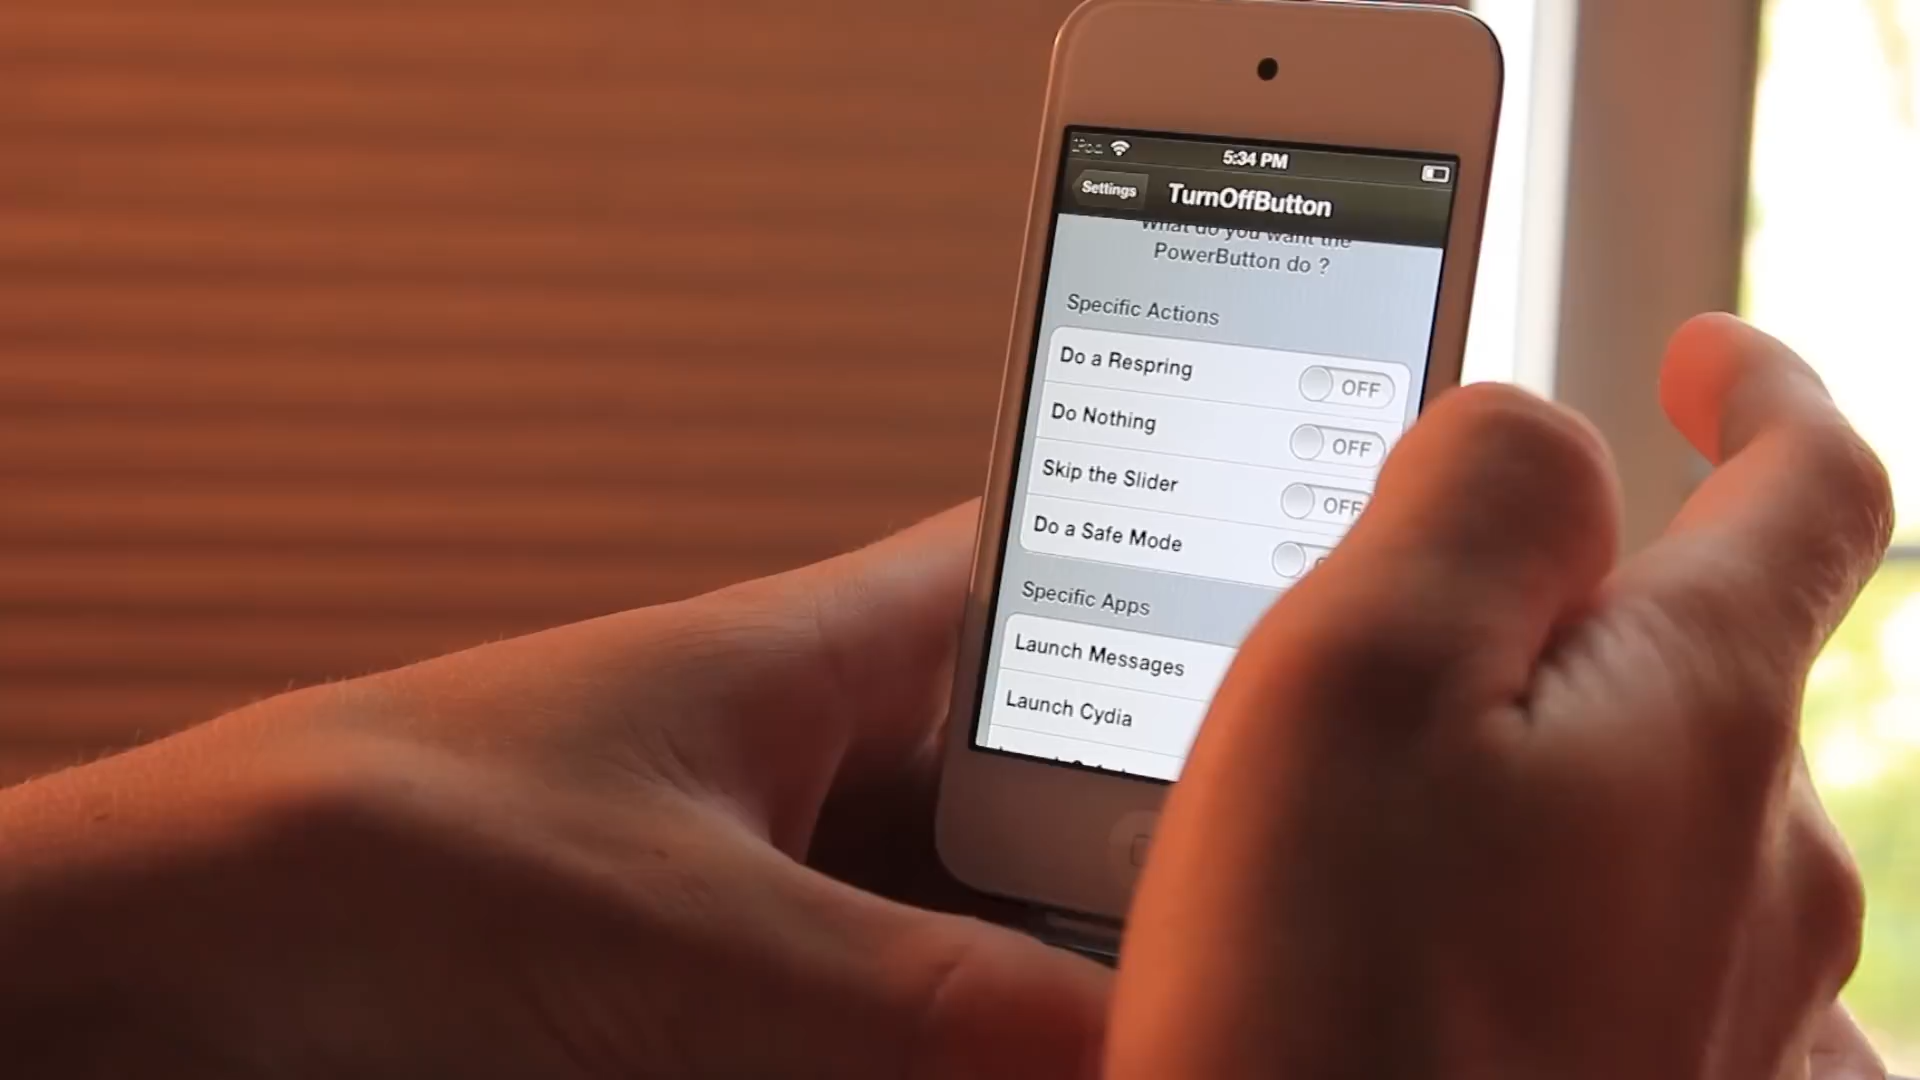 iPod
5:34 PM
Settings
TurnOffButton
What do you want the
PowerButton do ?
Specific Actions
Do a Respring
OFF
Do Nothing
OFF
Skip the Slider
OFF
Do a Safe Mode
Specific Apps
Launch Messages
Launch Cydia